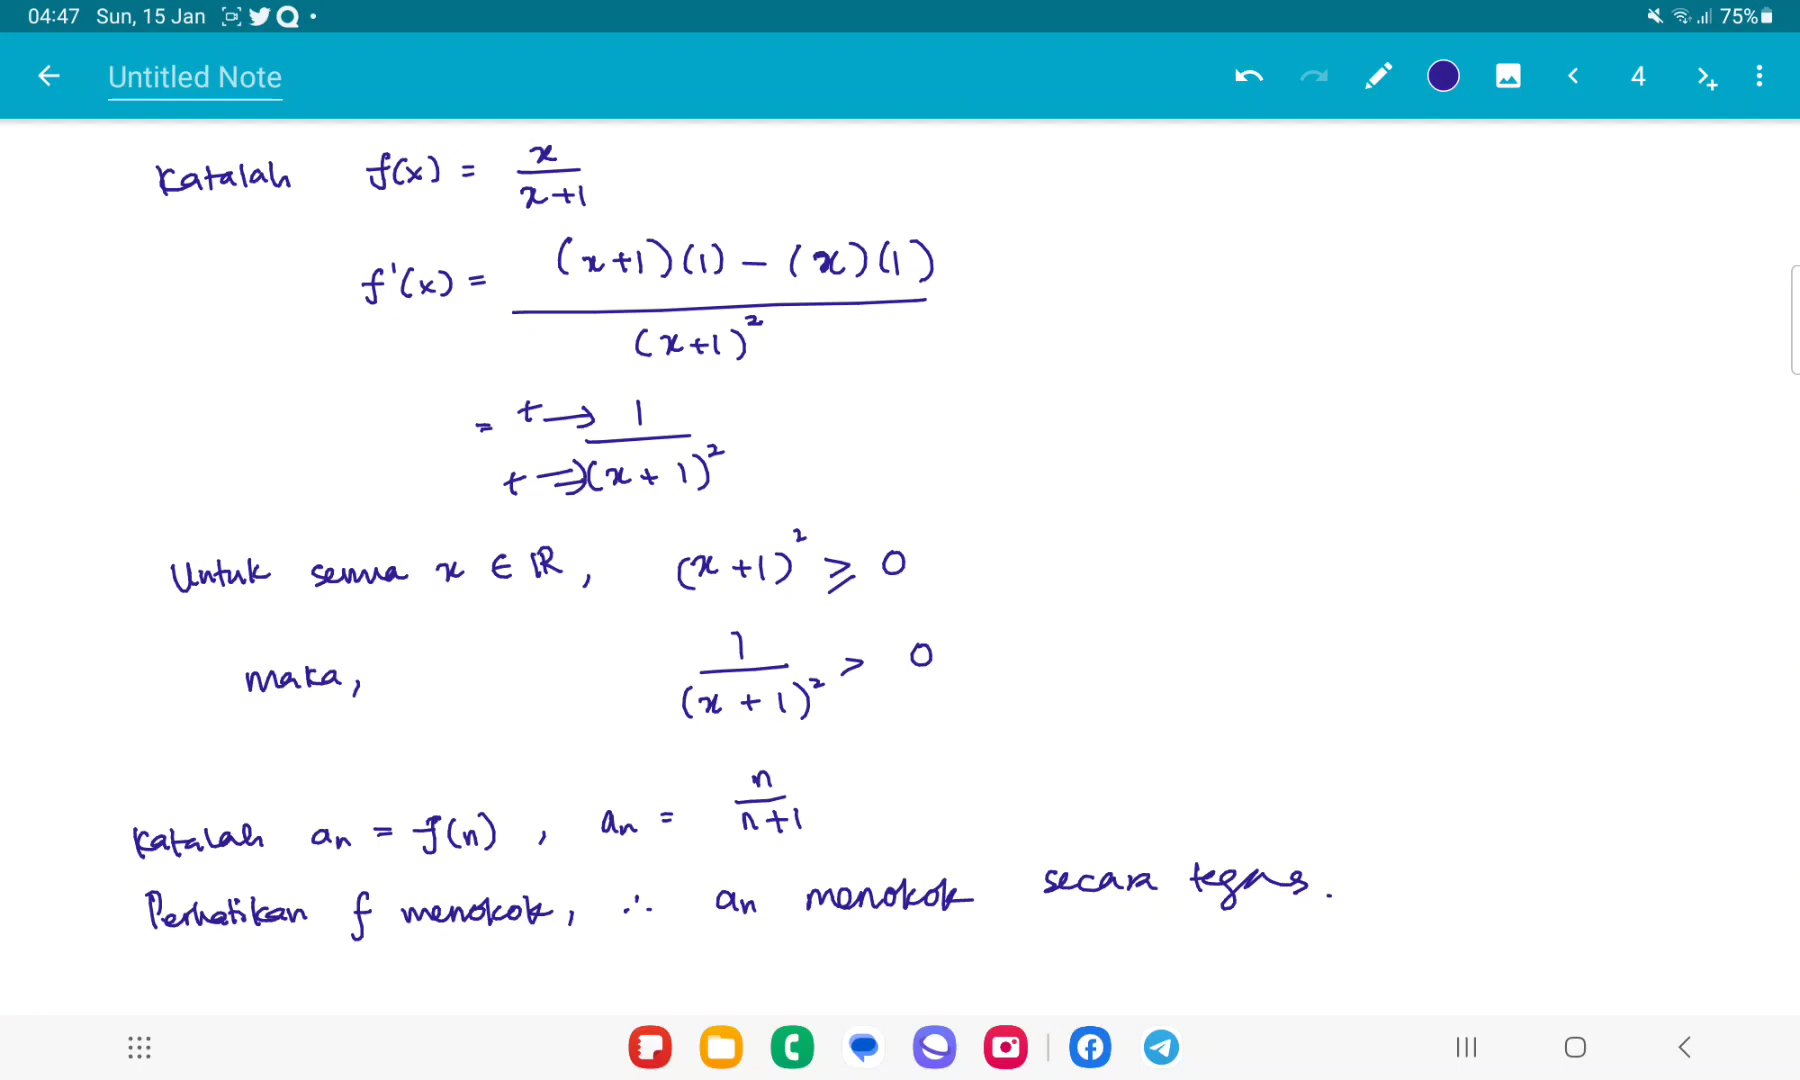 04:47 Sun, 15 Jan 75%
Untitled Note 4
Katalah f(x) = x/(x+1)
f'(x) = ((x+1)(1) - (x)(1))/(x+1)²
= + → 1 / + → (x+1)²
Untuk semua x ∈ ℝ, (x+1)² ≥ 0
maka, 1/(x+1)² > 0
Katalah an = f(n), an = n/(n+1)
Perhatikan f menokok, ∴ an menokok secara tegas.